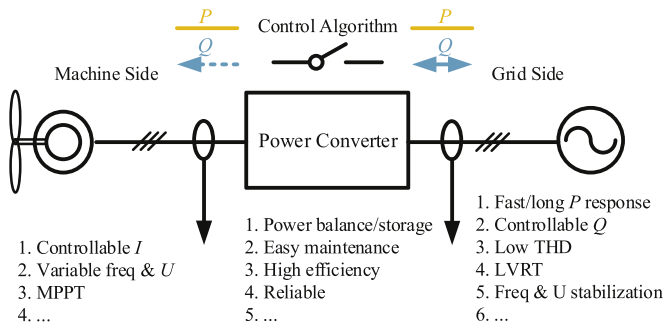 P
Control Algorithm
P
Q
Q
Machine Side
Grid Side
Power Converter
1. Controllable I
2. Variable freq & U
3. MPPT
4. ...
1. Power balance/storage
2. Easy maintenance
3. High efficiency
4. Reliable
5. ...
1. Fast/long P response
2. Controllable Q
3. Low THD
4. LVRT
5. Freq & U stabilization
6. ...